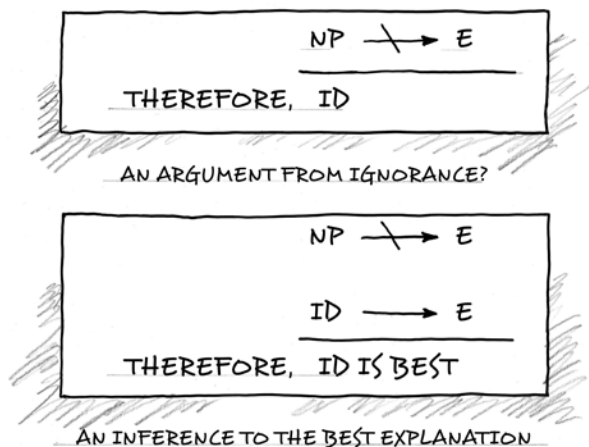 NP → E
THEREFORE, ID
AN ARGUMENT FROM IGNORANCE?
NP → E
ID → E
THEREFORE, ID IS BEST
AN INFERENCE TO THE BEST EXPLANATION